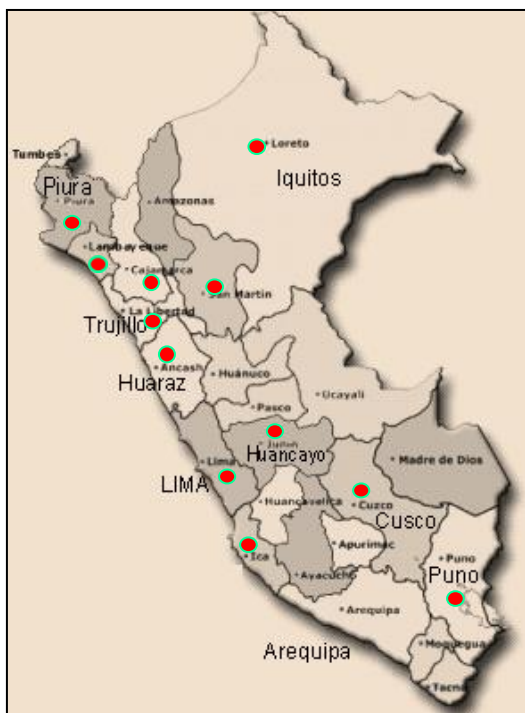 Loreto
Iquitos
Tumbes
Piura
Piura
Amazonas
Lambayeque
Cajamarca
San Martin
La Libertad
Trujillo
Ancash
Huaraz
Huánuco
Ucayali
Pasco
Junín
Huancayo
Lima
LIMA
Madre de Dios
Huancavelica
Cuzco
Cusco
Ica
Apurimac
Ayacucho
Puno
Puno
Arequipa
Arequipa
Moquegua
Tacna